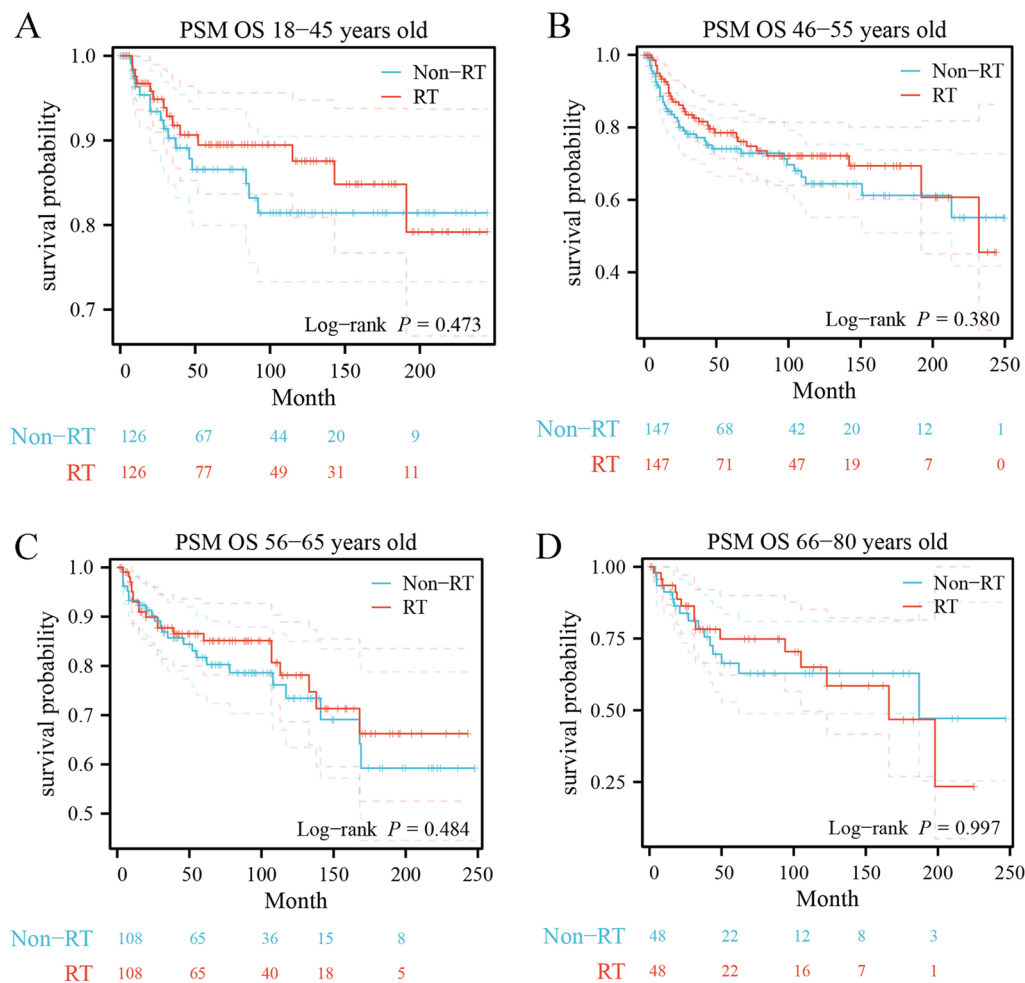 A
PSM OS 18−45 years old
1.0
0.9
0.8
0.7
survival probability
Non−RT
RT
Log−rank P = 0.473
0 50 100 150 200
Month
Non−RT 126 67 44 20 9
RT 126 77 49 31 11
B
PSM OS 46−55 years old
1.0
0.8
0.6
0.4
survival probability
Non−RT
RT
Log−rank P = 0.380
0 50 100 150 200 250
Month
Non−RT 147 68 42 20 12 1
RT 147 71 47 19 7 0
C
PSM OS 56−65 years old
1.0
0.9
0.8
0.7
0.6
0.5
survival probability
Non−RT
RT
Log−rank P = 0.484
0 50 100 150 200 250
Month
Non−RT 108 65 36 15 8
RT 108 65 40 18 5
D
PSM OS 66−80 years old
1.00
0.75
0.50
0.25
survival probability
Non−RT
RT
Log−rank P = 0.997
0 50 100 150 200 250
Month
Non−RT 48 22 12 8 3
RT 48 22 16 7 1